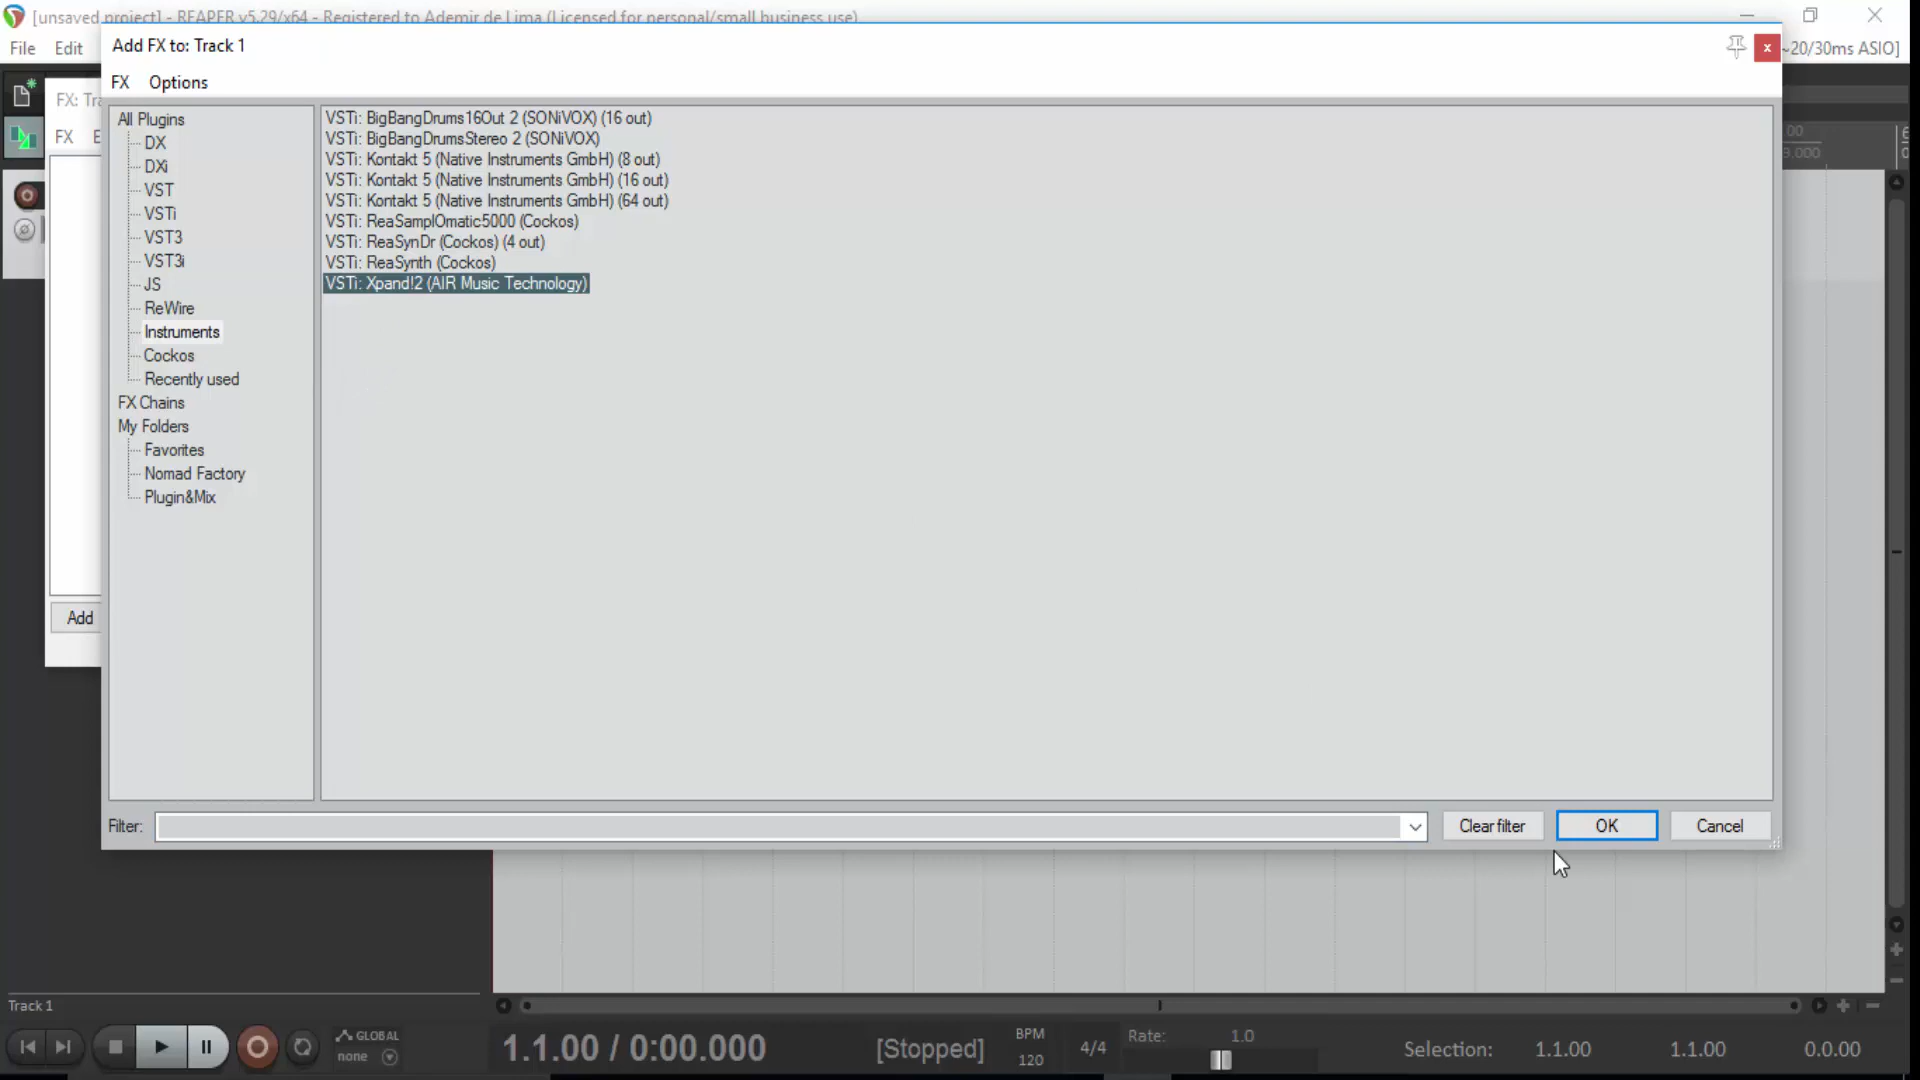 [unsaved project] - REAPER v5.29/x64 - Registered to Ademir de Lima (Licensed for personal/small business use)
File Edit
~20/30ms ASIO]
Add FX to: Track 1
x
FX Options
FX: Tra
FX
All Plugins
DX
DXi
VST
VSTi
VST3
VST3i
JS
ReWire
Instruments
Cockos
Recently used
FX Chains
My Folders
Favorites
Nomad Factory
Plugin&Mix
VSTi: BigBangDrums16Out 2 (SONiVOX) (16 out)
VSTi: BigBangDrumsStereo 2 (SONiVOX)
VSTi: Kontakt 5 (Native Instruments GmbH) (8 out)
VSTi: Kontakt 5 (Native Instruments GmbH) (16 out)
VSTi: Kontakt 5 (Native Instruments GmbH) (64 out)
VSTi: ReaSamplOmatic5000 (Cockos)
VSTi: ReaSynDr (Cockos) (4 out)
VSTi: ReaSynth (Cockos)
VSTi: Xpand!2 (AIR Music Technology)
Add
Filter:
Clear filter
OK
Cancel
Track 1
GLOBAL
none
1.1.00 / 0:00.000
[Stopped]
BPM
120
4/4
Rate: 1.0
Selection: 1.1.00 1.1.00 0.0.00